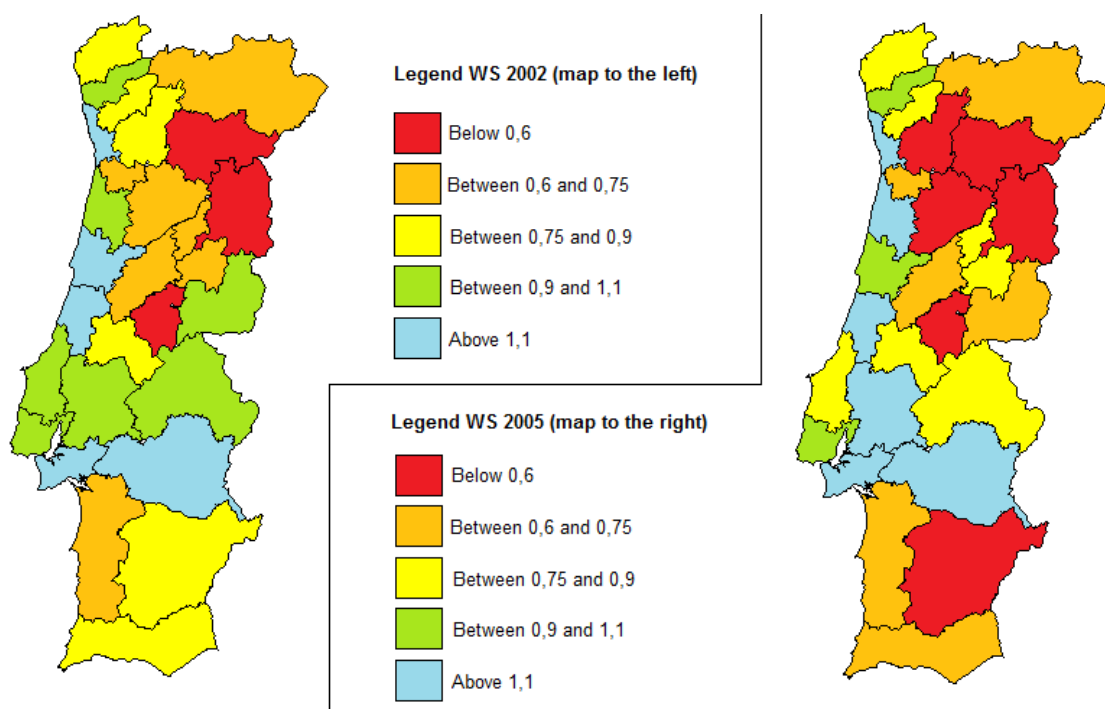 Legend WS 2002 (map to the left)
Below 0,6
Between 0,6 and 0,75
Between 0,75 and 0,9
Between 0,9 and 1,1
Above 1,1
Legend WS 2005 (map to the right)
Below 0,6
Between 0,6 and 0,75
Between 0,75 and 0,9
Between 0,9 and 1,1
Above 1,1